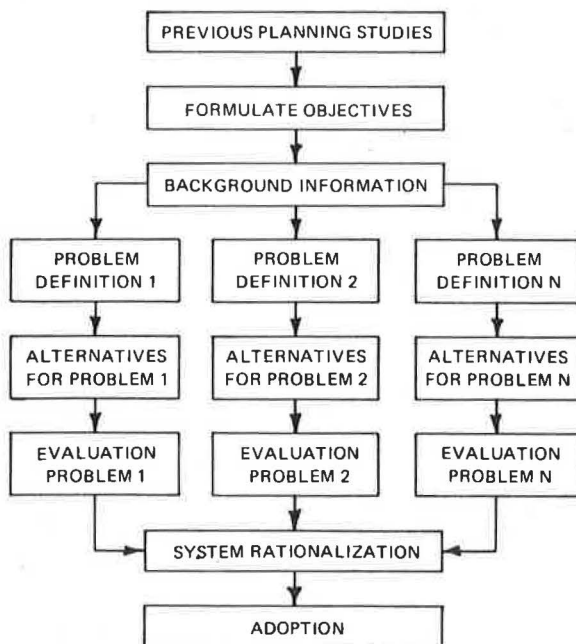 PREVIOUS PLANNING STUDIES
FORMULATE OBJECTIVES
BACKGROUND INFORMATION
PROBLEM
DEFINITION 1
PROBLEM
DEFINITION 2
PROBLEM
DEFINITION N
ALTERNATIVES
FOR PROBLEM 1
ALTERNATIVES
FOR PROBLEM 2
ALTERNATIVES
FOR PROBLEM N
EVALUATION
PROBLEM 1
EVALUATION
PROBLEM 2
EVALUATION
PROBLEM N
SYSTEM RATIONALIZATION
ADOPTION